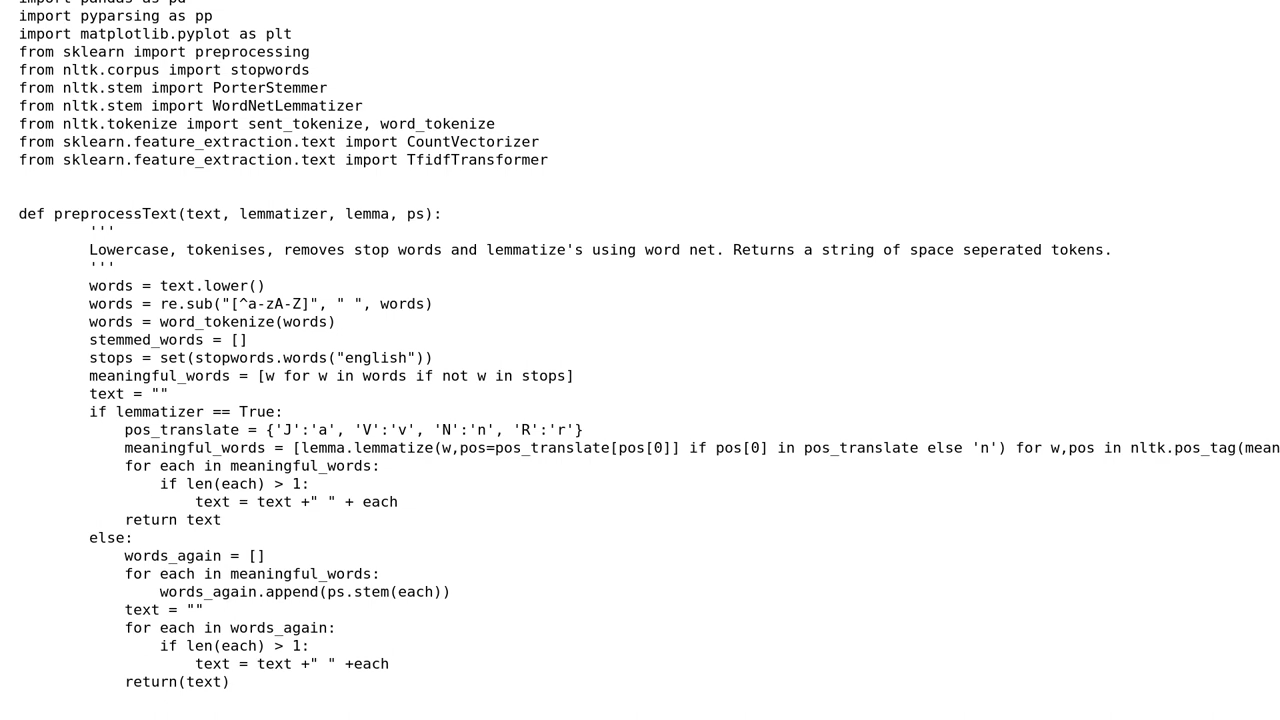 import pandas as pd
import pyparsing as pp
import matplotlib.pyplot as plt
from sklearn import preprocessing
from nltk.corpus import stopwords
from nltk.stem import PorterStemmer
from nltk.stem import WordNetLemmatizer
from nltk.tokenize import sent_tokenize, word_tokenize
from sklearn.feature_extraction.text import CountVectorizer
from sklearn.feature_extraction.text import TfidfTransformer


def preprocessText(text, lemmatizer, lemma, ps):
        '''
        Lowercase, tokenises, removes stop words and lemmatize's using word net. Returns a string of space seperated tokens.
        '''
        words = text.lower()
        words = re.sub("[^a-zA-Z]", " ", words)
        words = word_tokenize(words)
        stemmed_words = []
        stops = set(stopwords.words("english"))
        meaningful_words = [w for w in words if not w in stops]
        text = ""
        if lemmatizer == True:
            pos_translate = {'J':'a', 'V':'v', 'N':'n', 'R':'r'}
            meaningful_words = [lemma.lemmatize(w,pos=pos_translate[pos[0]] if pos[0] in pos_translate else 'n') for w,pos in nltk.pos_tag(mean
            for each in meaningful_words:
                if len(each) > 1:
                    text = text +" " + each
            return text
        else:
            words_again = []
            for each in meaningful_words:
                words_again.append(ps.stem(each))
            text = ""
            for each in words_again:
                if len(each) > 1:
                    text = text +" " +each
            return(text)